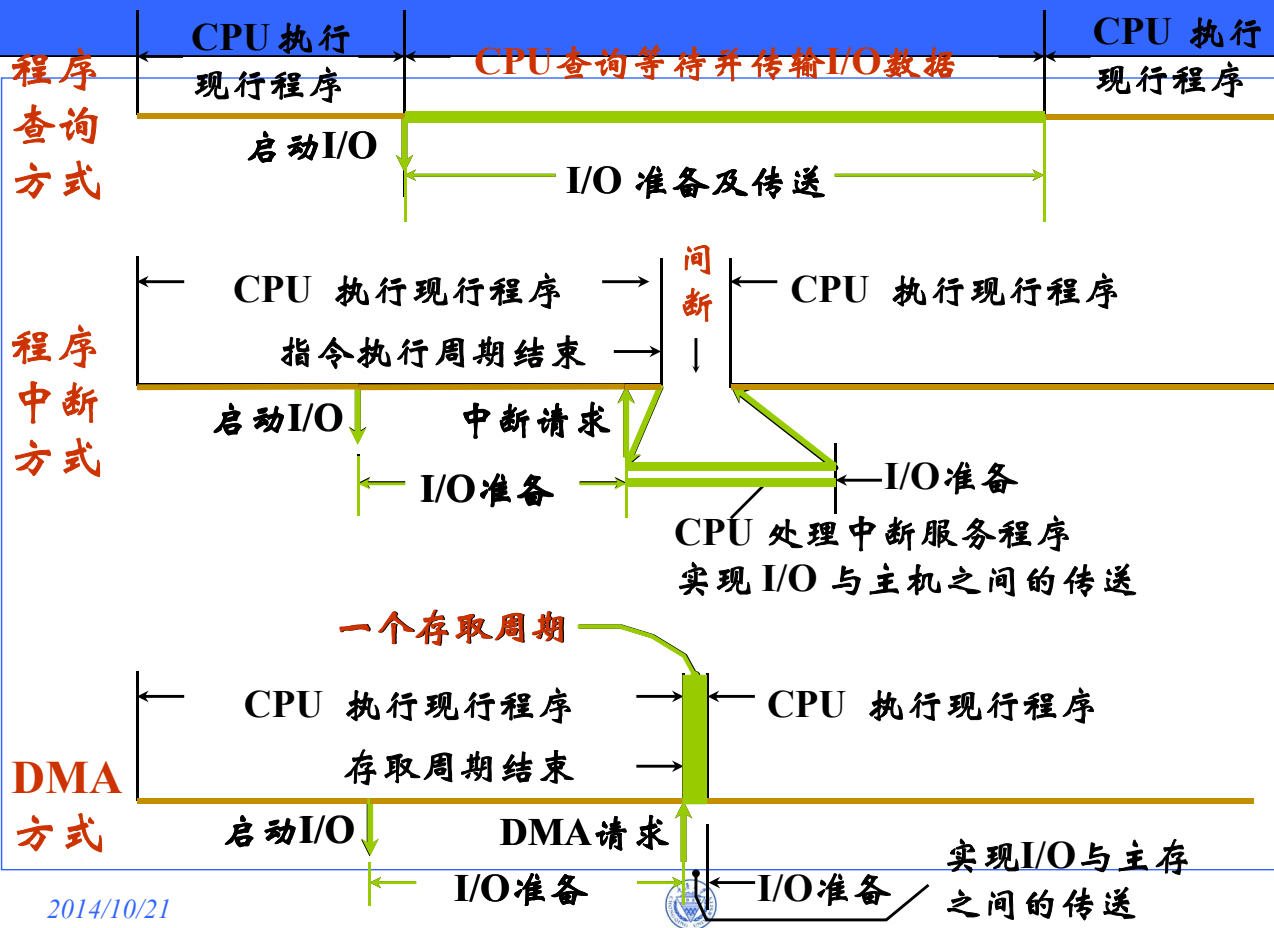 程序
查询
方式
CPU 执行
现行程序
CPU查询等待并传输I/O数据
CPU 执行
现行程序
启动I/O
I/O 准备及传送
程序
中断
方式
CPU 执行现行程序
间
断
CPU 执行现行程序
指令执行周期结束
启动I/O
中断请求
I/O准备
I/O准备
CPU 处理中断服务程序
实现 I/O 与主机之间的传送
DMA
方式
一个存取周期
CPU 执行现行程序
CPU 执行现行程序
存取周期结束
启动I/O
DMA请求
I/O准备
I/O准备
实现I/O与主存
之间的传送
2014/10/21